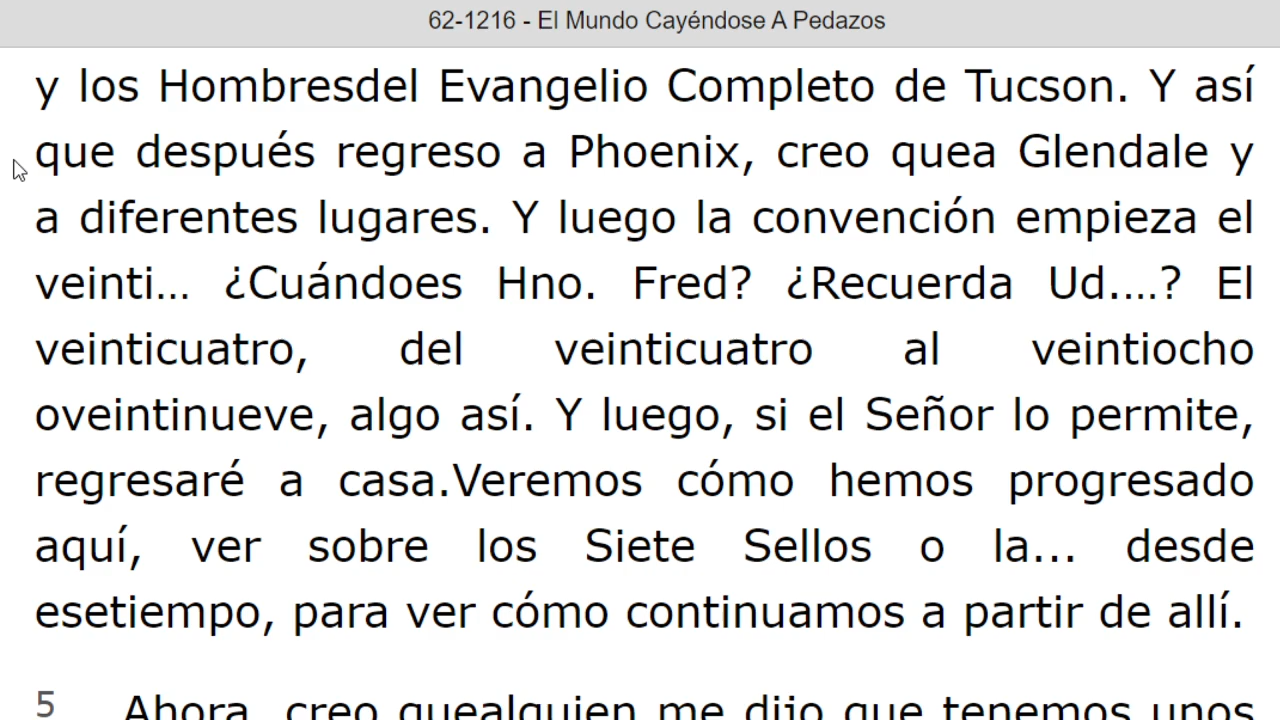 62-1216 - El Mundo Cayéndose A Pedazos
y los Hombresdel Evangelio Completo de Tucson. Y así
que después regreso a Phoenix, creo quea Glendale y
a diferentes lugares. Y luego la convención empieza el
veinti… ¿Cuándoes Hno. Fred? ¿Recuerda Ud.…? El
veinticuatro, del veinticuatro al veintiocho
oveintinueve, algo así. Y luego, si el Señor lo permite,
regresaré a casa.Veremos cómo hemos progresado
aquí, ver sobre los Siete Sellos o la... desde
esetiempo, para ver cómo continuamos a partir de allí.
5 Ahora, creo quealguien me dijo que tenemos unos